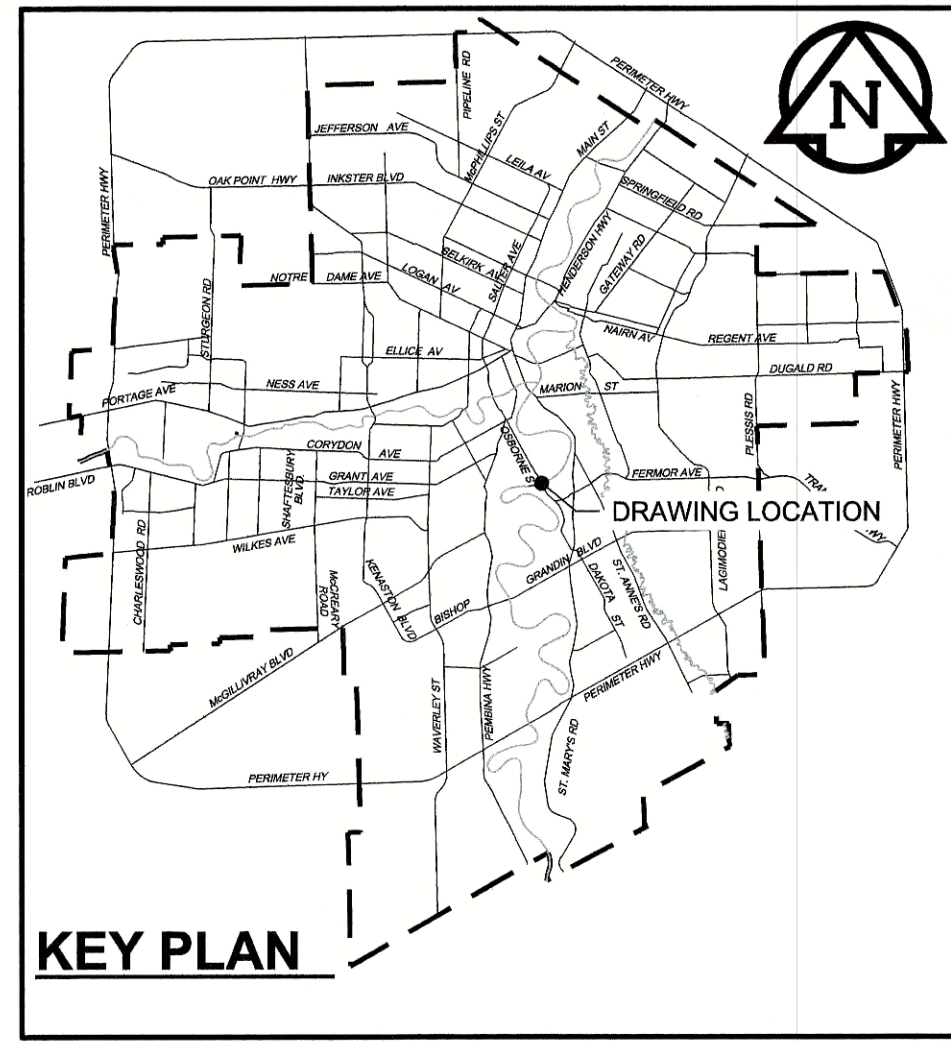 N
PERIMETER HWY
PIPELINE RD
McPHILLIPS ST
MAIN ST
JEFFERSON AVE
LEILA AV
OAK POINT HWY
INKSTER BLVD
SPRINGFIELD RD
PERIMETER HWY
HENDERSON HWY
GATEWAY RD
SELKIRK AV
SALTER AVE
NOTRE DAME AVE
LOGAN AV
STURGEON RD
NAIRN AV
REGENT AVE
ELLICE AV
DUGALD RD
NESS AVE
MARION ST
PORTAGE AVE
PLESSIS RD
PERIMETER HWY
OSBORNE ST
CORYDON AVE
ROBLIN BLVD
SHAFTESBURY BLVD.
GRANT AVE
TAYLOR AVE
FERMOR AVE
DRAWING LOCATION
WILKES AVE
CHARLESWOOD RD
McCREARY ROAD
KENASTON BLVD
BISHOP GRANDIN BLVD
DAKOTA ST
ST. ANNE'S RD
McGILLIVRAY BLVD
WAVERLEY ST
PEMBINA HWY
PERIMETER HWY
ST. MARY'S RD
PERIMETER HY
KEY PLAN